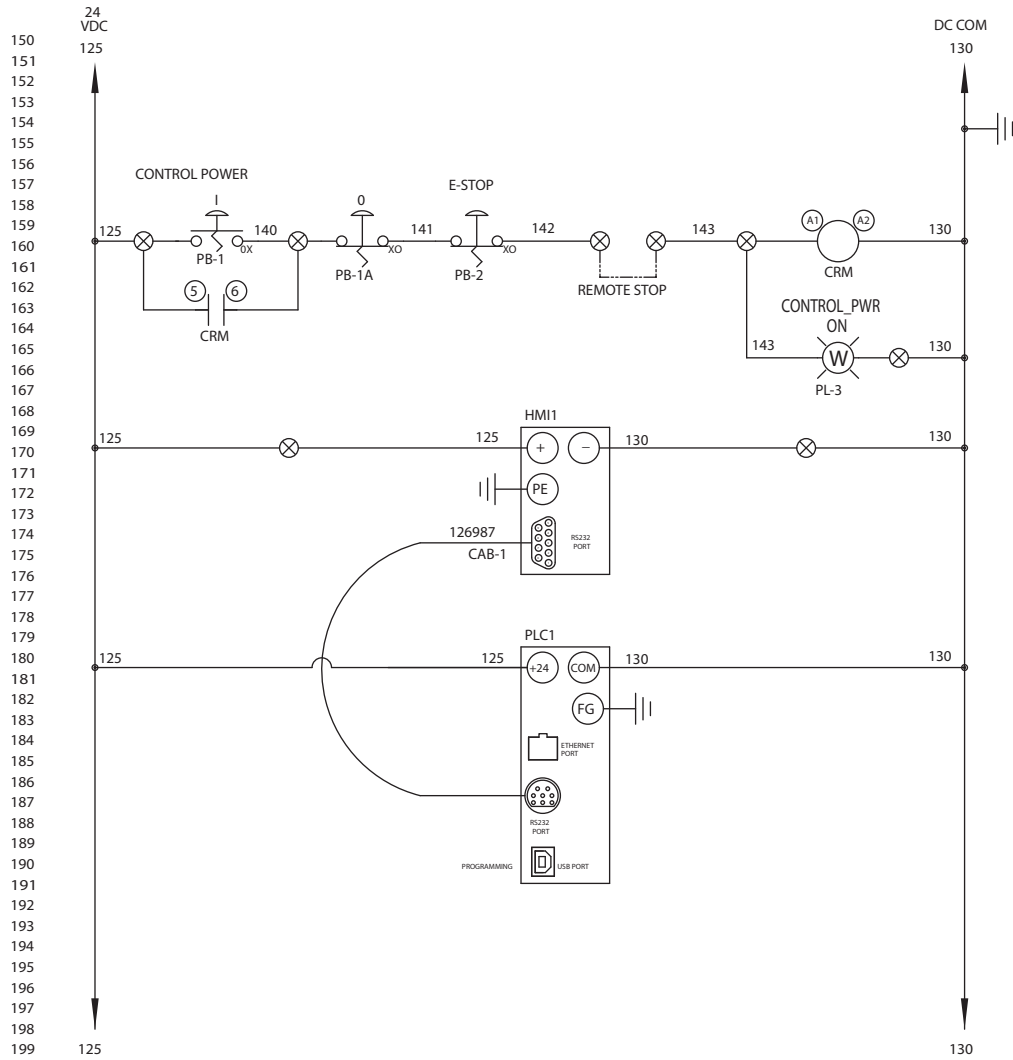 24
VDC
DC COM
150
125
130
151
152
153
154
155
156
157
CONTROL POWER
E-STOP
158
I
0
159
125
140
141
142
143
A1
A2
130
160
0X
XO
XO
PB-1
PB-1A
PB-2
CRM
161
162
5
6
REMOTE STOP
163
CONTROL_PWR
ON
164
CRM
165
143
130
166
W
167
PL-3
168
169
HMI1
125
125
130
130
170
+
−
171
172
PE
173
174
126987
RS232
PORT
175
CAB-1
176
177
178
179
PLC1
180
125
125
130
130
+24
COM
181
182
FG
183
184
ETHERNET
PORT
185
186
187
188
RS232
PORT
189
190
PROGRAMMING
USB PORT
191
192
193
194
195
196
197
198
199
125
130